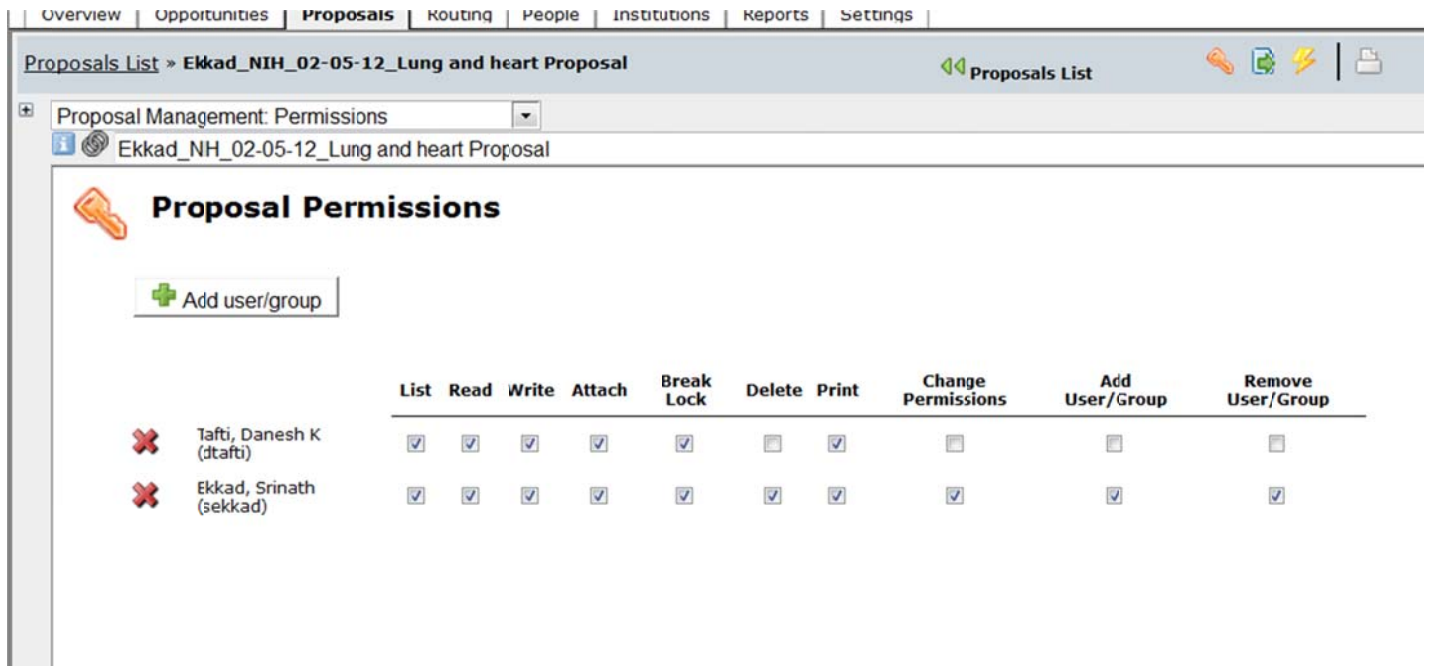 Overview Opportunities Proposals Routing People Institutions Reports Settings
Proposals List » Ekkad_NIH_02-05-12_Lung and heart Proposal Proposals List
Proposal Management: Permissions
Ekkad_NH_02-05-12_Lung and heart Proposal
Proposal Permissions
Add user/group
List Read Write Attach Break Lock Delete Print Change Permissions Add User/Group Remove User/Group
Tafti, Danesh K
(dtafti)
Ekkad, Srinath
(sekkad)